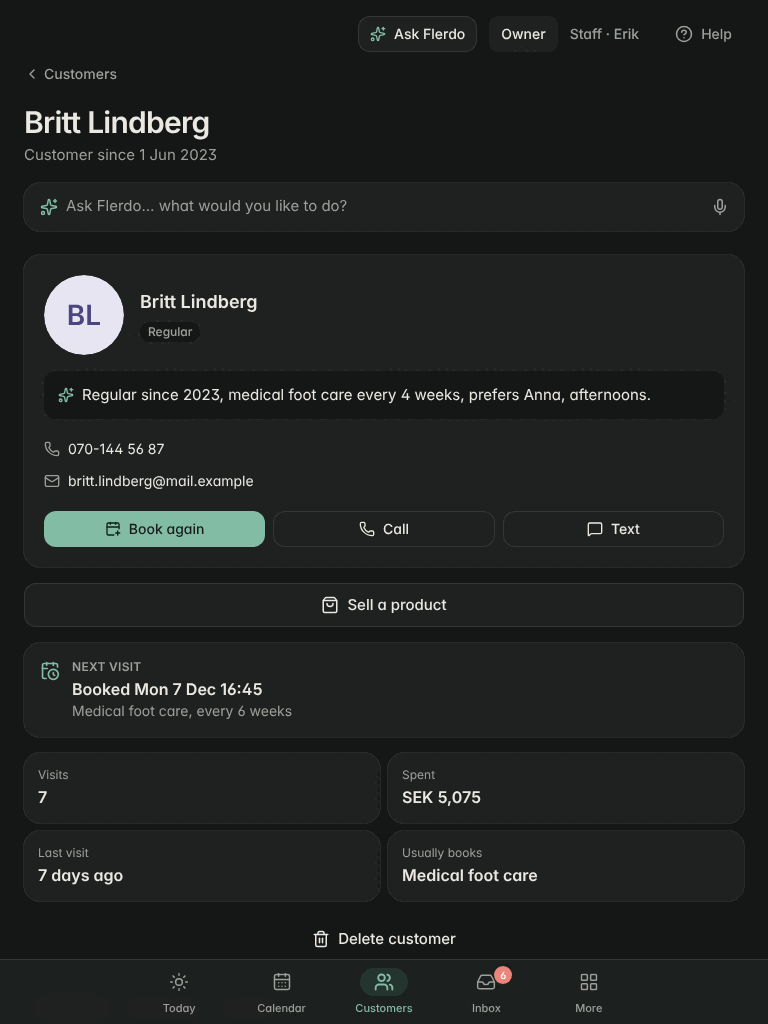 Ask Flerdo
Owner
Staff · Erik
Help
Customers
Britt Lindberg
Customer since 1 Jun 2023
Ask Flerdo... what would you like to do?
BL
Britt Lindberg
Regular
Regular since 2023, medical foot care every 4 weeks, prefers Anna, afternoons.
070-144 56 87
britt.lindberg@mail.example
Book again
Call
Text
Sell a product
NEXT VISIT
Booked Mon 7 Dec 16:45
Medical foot care, every 6 weeks
Visits
7
Spent
SEK 5,075
Last visit
7 days ago
Usually books
Medical foot care
Delete customer
Today
Calendar
Customers
6
Inbox
More